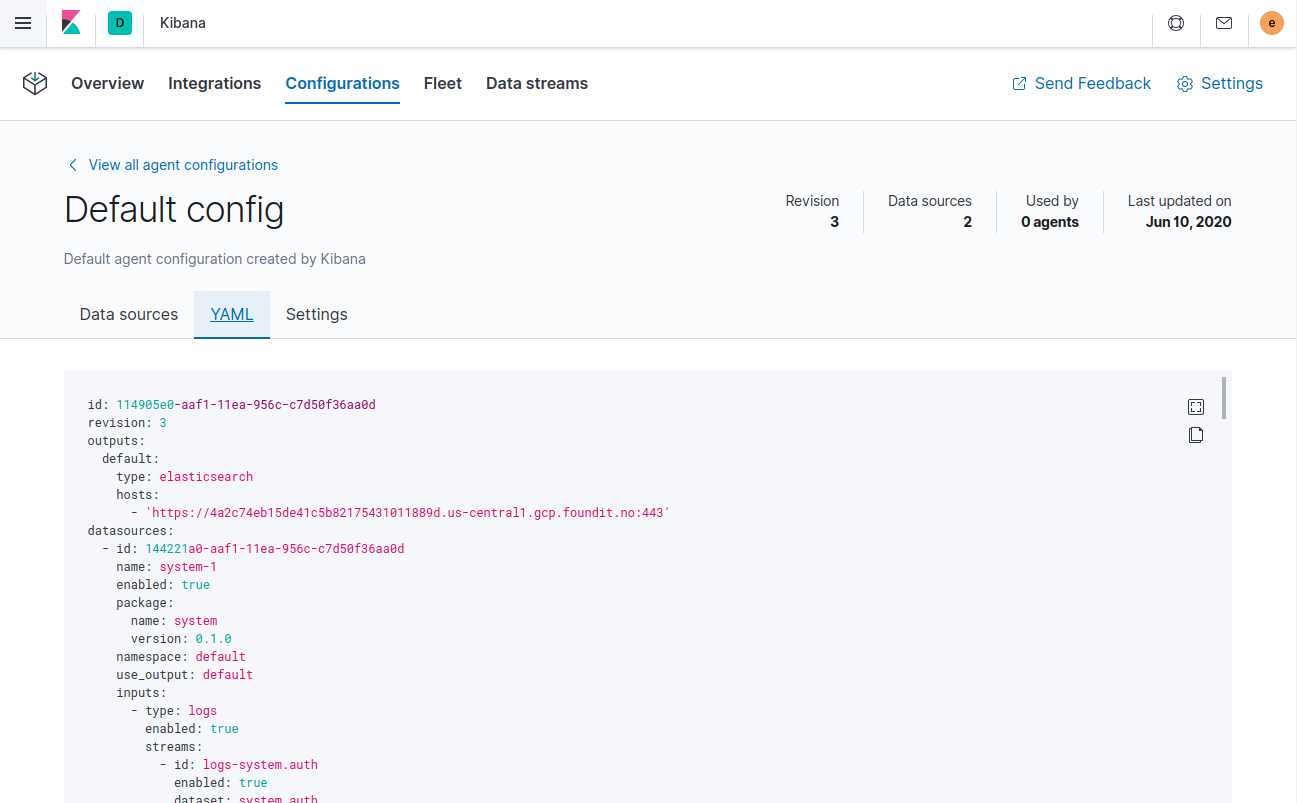 D Kibana e
Overview Integrations Configurations Fleet Data streams Send Feedback Settings
View all agent configurations
Default config
Revision Data sources Used by Last updated on
3 2 0 agents Jun 10, 2020
Default agent configuration created by Kibana
Data sources YAML Settings
id: 114905e0-aaf1-11ea-956c-c7d50f36aa0d
revision: 3
outputs:
  default:
    type: elasticsearch
    hosts:
      - 'https://4a2c74eb15de41c5b82175431011889d.us-central1.gcp.foundit.no:443'
datasources:
  - id: 144221a0-aaf1-11ea-956c-c7d50f36aa0d
    name: system-1
    enabled: true
    package:
      name: system
      version: 0.1.0
    namespace: default
    use_output: default
    inputs:
      - type: logs
        enabled: true
        streams:
          - id: logs-system.auth
            enabled: true
            dataset: system.auth